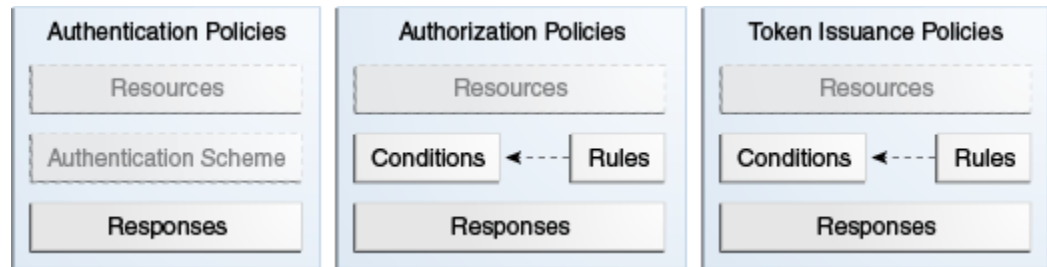 Authentication Policies
Resources
Authentication Scheme
Responses
Authorization Policies
Resources
Conditions
Rules
Responses
Token Issuance Policies
Resources
Conditions
Rules
Responses